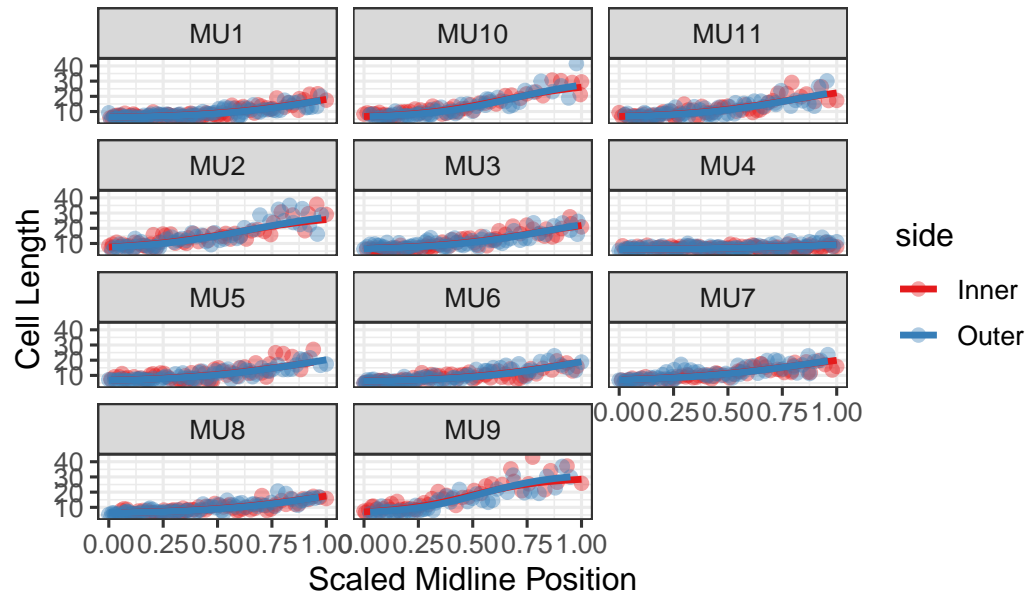 MU1 MU10 MU11
40
30
20
10
MU2 MU3 MU4
40
30
20
10
MU5 MU6 MU7
40
30
20
10
0.00 0.25 0.50 0.75 1.00
MU8 MU9
40
30
20
10
0.00 0.25 0.50 0.75 1.00 0.00 0.25 0.50 0.75 1.00
Scaled Midline Position
Cell Length
side
Inner
Outer